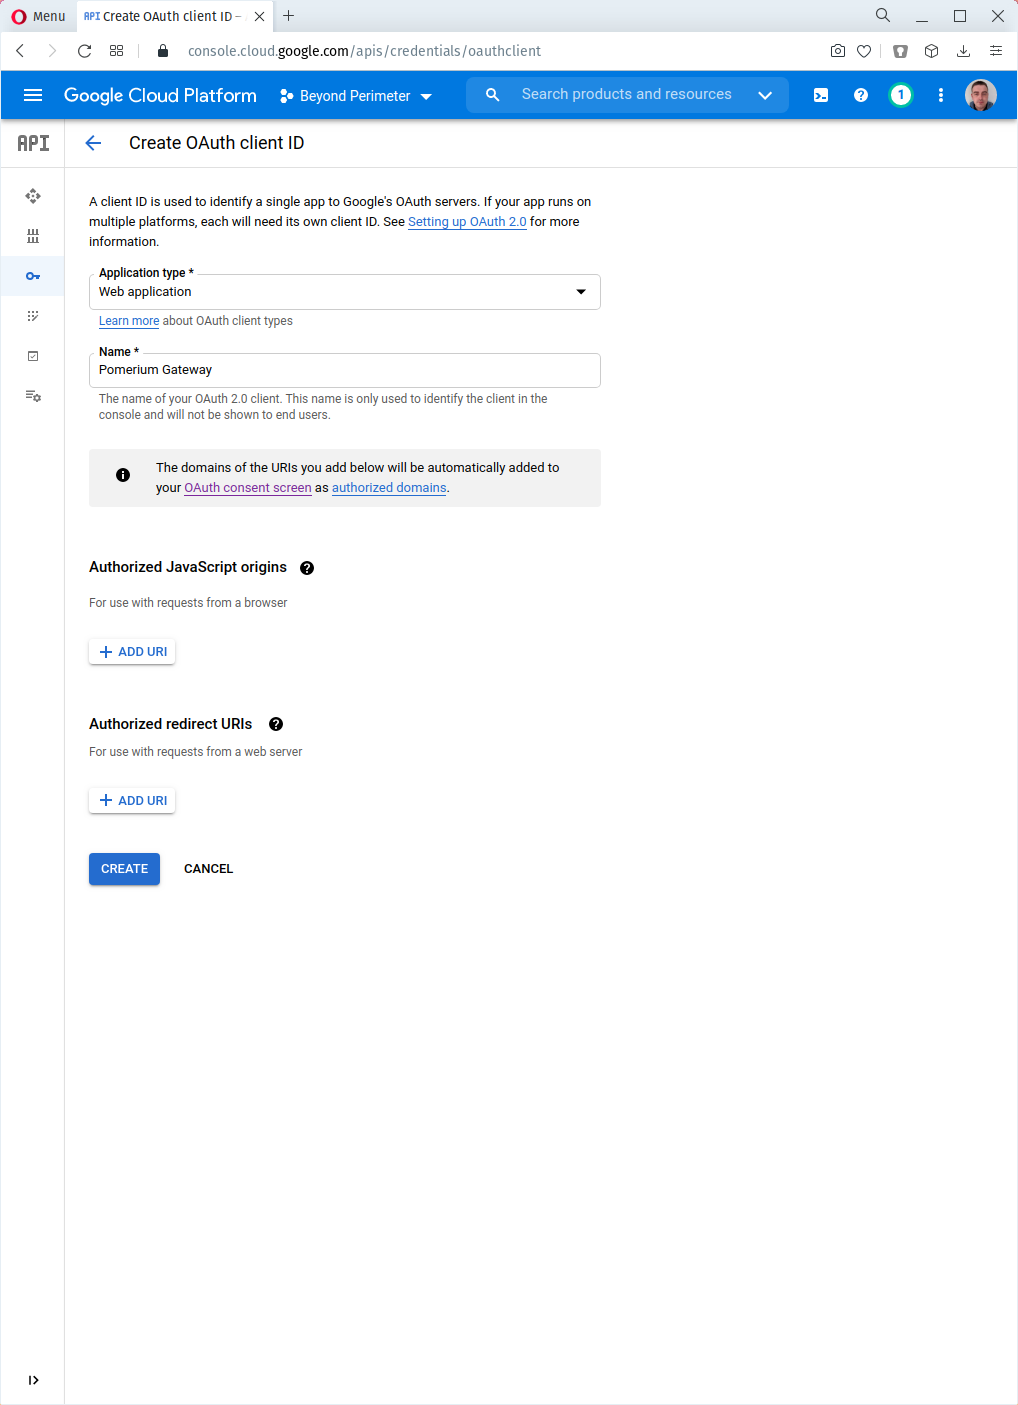 Menu
API Create OAuth client ID –
console.cloud.google.com/apis/credentials/oauthclient
Google Cloud Platform
Beyond Perimeter
Search products and resources
1
API
Create OAuth client ID
A client ID is used to identify a single app to Google's OAuth servers. If your app runs on
multiple platforms, each will need its own client ID. See Setting up OAuth 2.0 for more
information.
Application type *
Web application
Learn more about OAuth client types
Name *
Pomerium Gateway
The name of your OAuth 2.0 client. This name is only used to identify the client in the
console and will not be shown to end users.
The domains of the URIs you add below will be automatically added to
your OAuth consent screen as authorized domains.
Authorized JavaScript origins
For use with requests from a browser
ADD URI
Authorized redirect URIs
For use with requests from a web server
ADD URI
CREATE
CANCEL